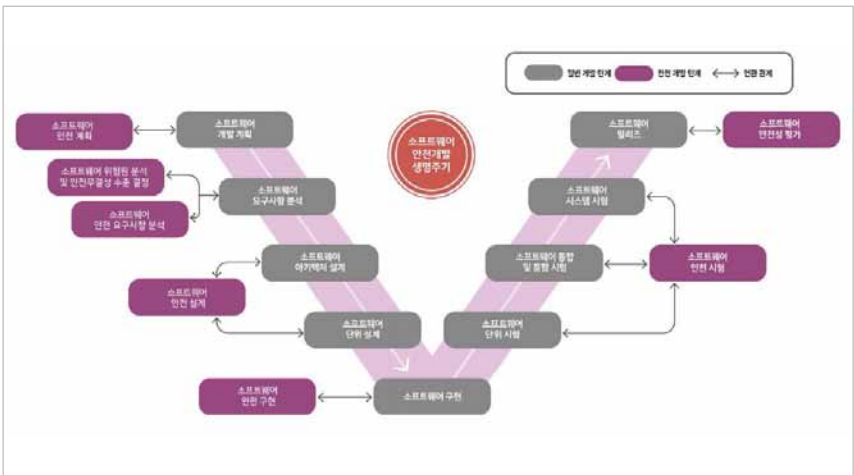 일반 개발 단계
안전 개발 단계
연관 관계
소프트웨어
안전개발
생명주기
소프트웨어
안전 계획
소프트웨어
개발 계획
소프트웨어
릴리즈
소프트웨어
안전성 평가
소프트웨어 위험원 분석
및 안전무결성 수준 결정
소프트웨어
요구사항 분석
소프트웨어
시스템 시험
소프트웨어
안전 요구사항 분석
소프트웨어
아키텍처 설계
소프트웨어 통합
및 통합 시험
소프트웨어
안전 시험
소프트웨어
안전 설계
소프트웨어
단위 설계
소프트웨어
단위 시험
소프트웨어
안전 구현
소프트웨어 구현